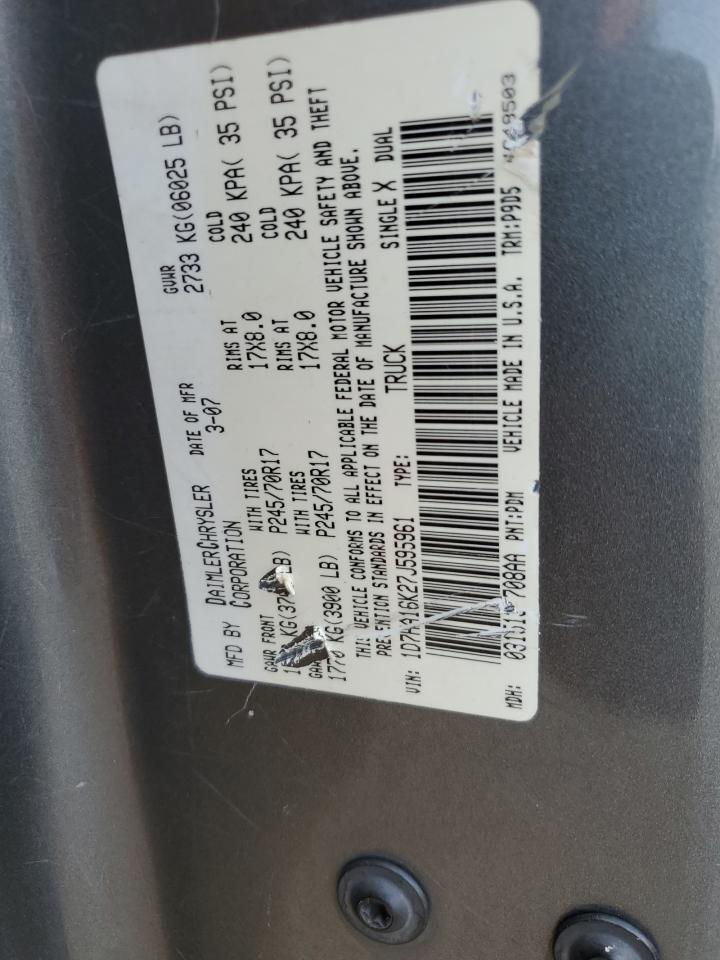 MFD BY DAIMLERCHRYSLER CORPORATION
DATE OF MFR 3-07
GVWR 2733 KG(06025 LB)
GAWR FRONT WITH TIRES RIMS AT COLD
KG( LB) P245/70R17 17X8.0 240 KPA( 35 PSI)
WITH TIRES RIMS AT COLD
KG(3900 LB) P245/70R17 17X8.0 240 KPA( 35 PSI)
VEHICLE CONFORMS TO ALL APPLICABLE FEDERAL MOTOR VEHICLE SAFETY AND THEFT
PREVENTION STANDARDS IN EFFECT ON THE DATE OF MANUFACTURE SHOWN ABOVE.
VIN: TYPE: TRUCK SINGLE X DUAL
MDH: 708AA PNT:PBM VEHICLE MADE IN U.S.A. TRM:P9D5